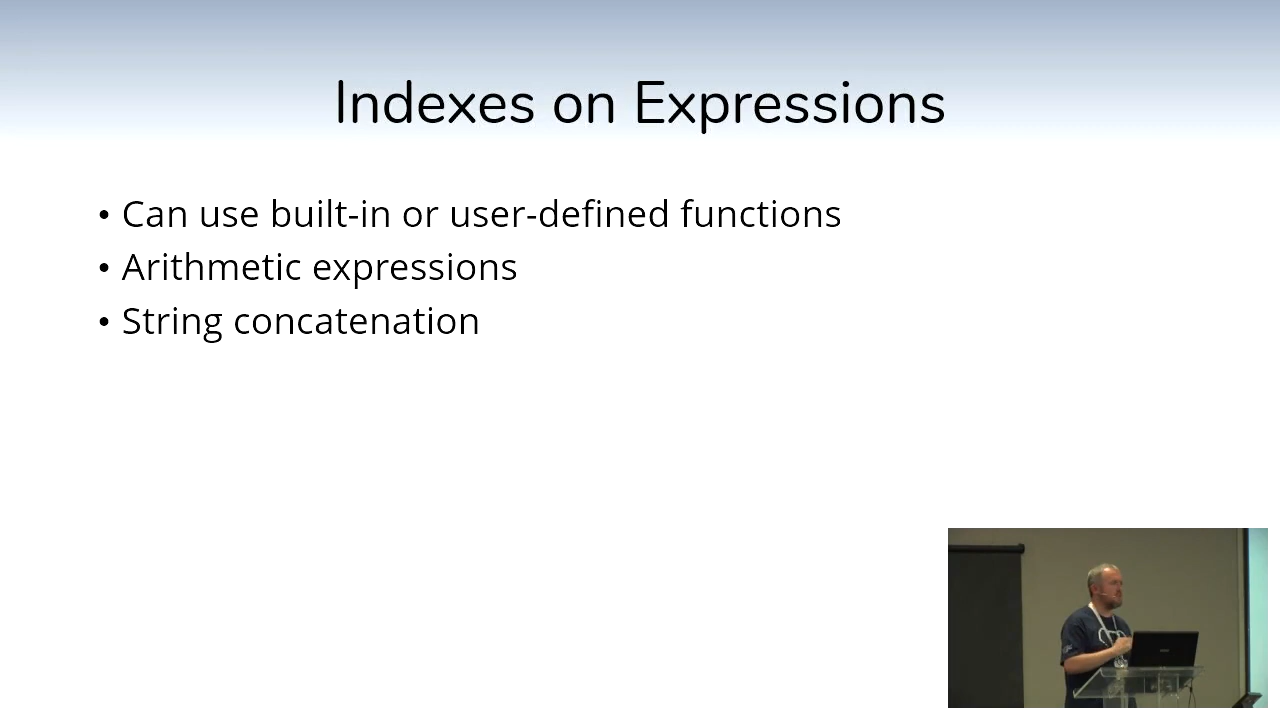 Indexes on Expressions
• Can use built-in or user-defined functions
• Arithmetic expressions
• String concatenation